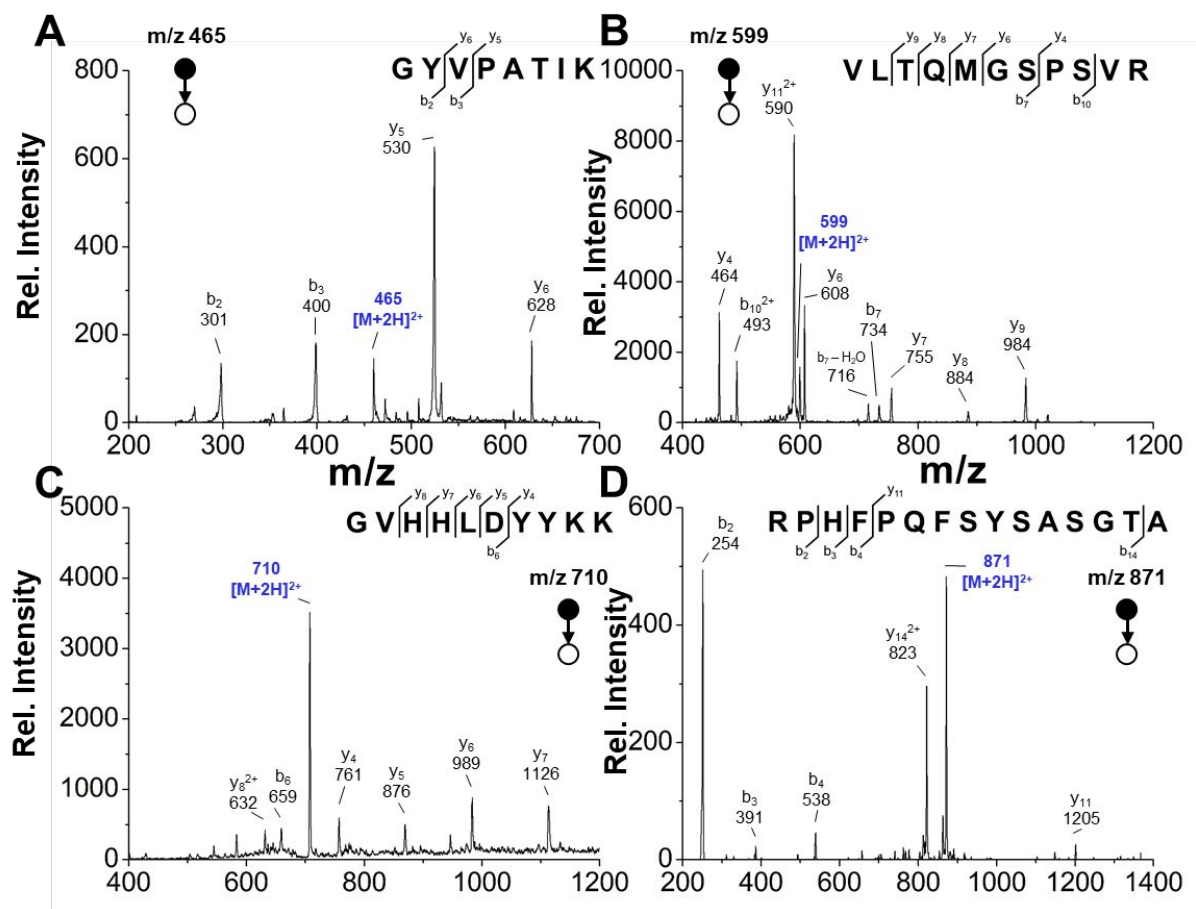 A
m/z 465
y6 y5
GYVPATIK
b2 b3
Rel. Intensity
800
600
400
200
0
b2
301
b3
400
465
[M+2H]2+
y5
530
y6
628
200 300 400 500 600 700
m/z
B
m/z 599
y9 y8 y7 y6 y4
VLTQMGSPSVR
b7 b10
Rel. Intensity
10000
8000
6000
4000
2000
0
y4
464
b10 2+
493
y11 2+
590
599
[M+2H]2+
y6
608
b7 – H2O
716
b7
734
y7
755
y8
884
y9
984
400 600 800 1000 1200
m/z
C
y8 y7 y6 y5 y4
GVHHLDYYKK
b6
m/z 710
Rel. Intensity
5000
4000
3000
2000
1000
0
y8 2+
632
b6
659
710
[M+2H]2+
y4
761
y5
876
y6
989
y7
1126
400 600 800 1000 1200
D
y11
RPHFPQFSYSASGTA
b2 b3 b4 b14
m/z 871
Rel. Intensity
600
400
200
0
b2
254
b3
391
b4
538
y14 2+
823
871
[M+2H]2+
y11
1205
200 400 600 800 1000 1200 1400